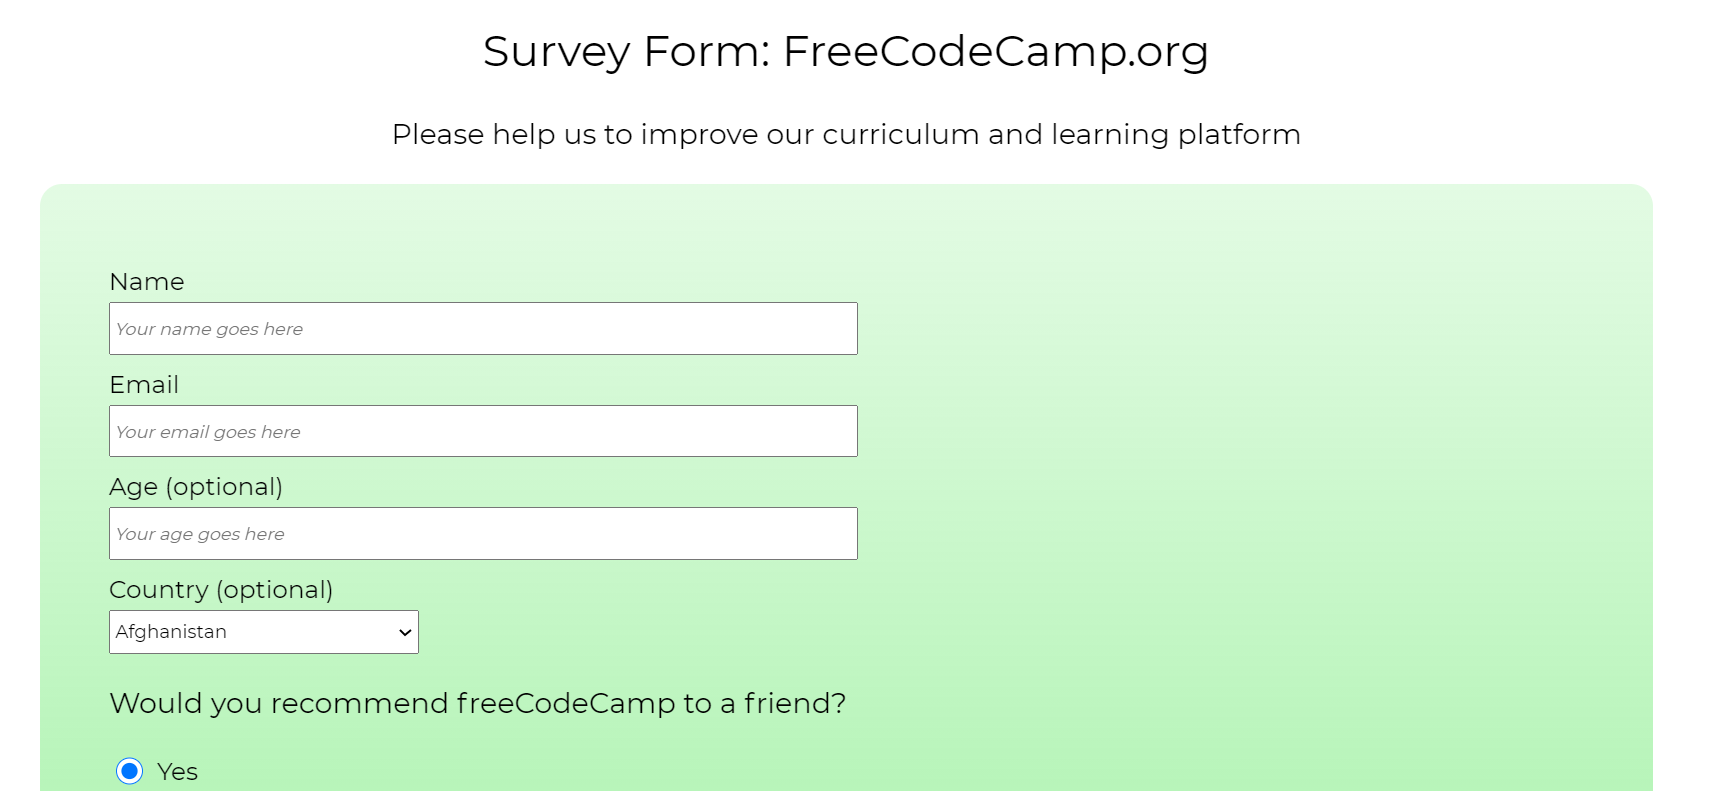 Survey Form: FreeCodeCamp.org
Please help us to improve our curriculum and learning platform
Name
Your name goes here
Email
Your email goes here
Age (optional)
Your age goes here
Country (optional)
Afghanistan
Would you recommend freeCodeCamp to a friend?
Yes